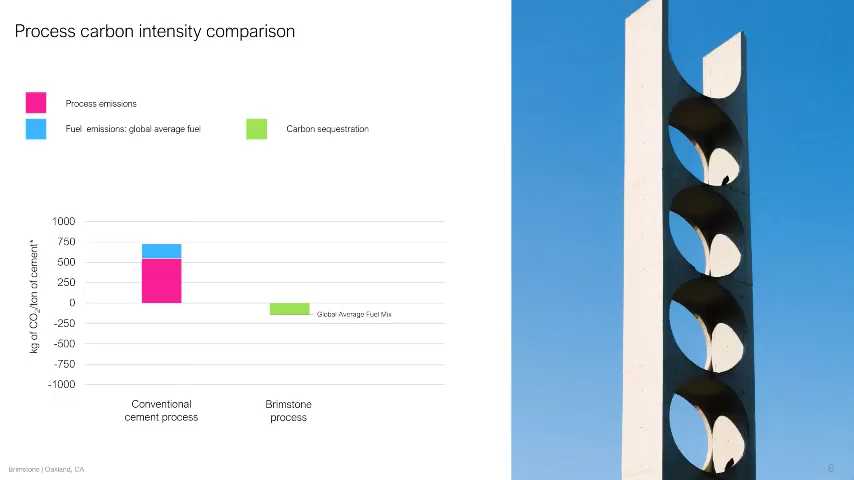 Process carbon intensity comparison
Process emissions
Fuel emissions: global average fuel
Carbon sequestration
1000
750
500
250
0
-250
-500
-750
-1000
kg of CO₂/ton of cement*
Global Average Fuel Mix
Conventional
cement process
Brimstone
process
Brimstone | Oakland, CA
6